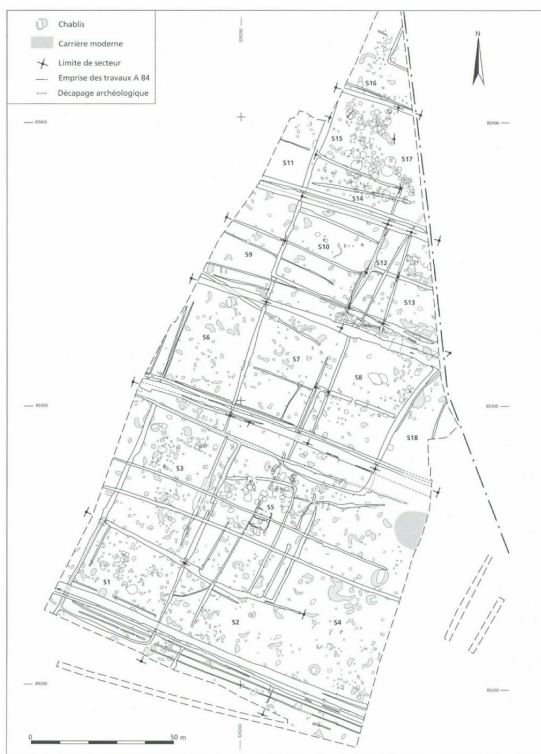 Chablis
Carrière moderne
Limite de secteur
Emprise des travaux A 84
Décapage archéologique
N
S16
S15
S17
S11
S14
S10
S12
S9
S13
S6
S7
S8
S18
S3
S5
S1
S2
S4
0 50 m